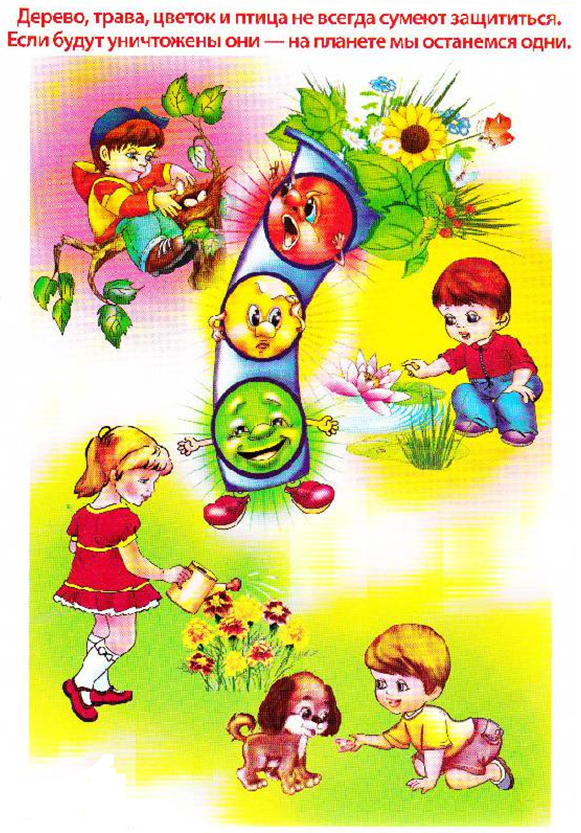 Дерево, трава, цветок и птица не всегда сумеют защититься.
Если будут уничтожены они — на планете мы останемся одни.